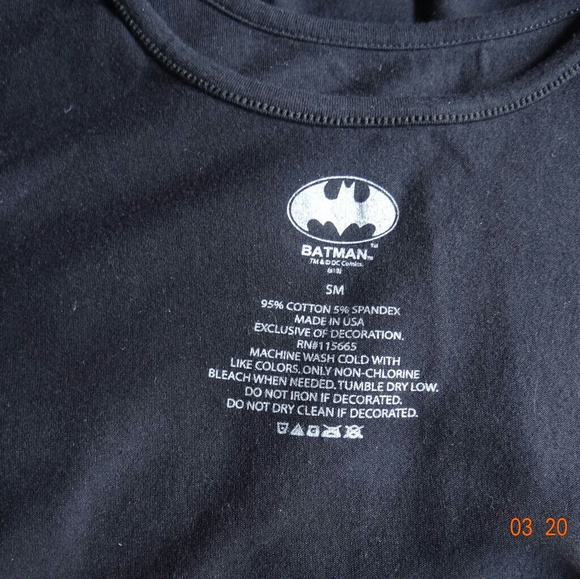 BATMAN™
TM & © DC Comics.
(s13)
SM
95% COTTON 5% SPANDEX
MADE IN USA
EXCLUSIVE OF DECORATION.
RN#115665
MACHINE WASH COLD WITH
LIKE COLORS. ONLY NON-CHLORINE
BLEACH WHEN NEEDED. TUMBLE DRY LOW.
DO NOT IRON IF DECORATED.
DO NOT DRY CLEAN IF DECORATED.
03 20